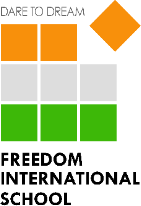 DARE TO DREAM
FREEDOM
INTERNATIONAL
SCHOOL